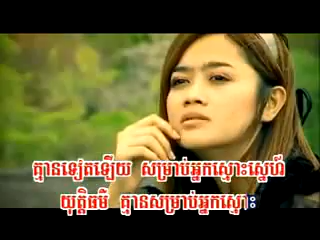 គ្មានទៀតឡើយ សម្រាប់អ្នកស្មោះស្នេហ៍
យុត្តិធម៌ គ្មានសម្រាប់អ្នកស្មោះ